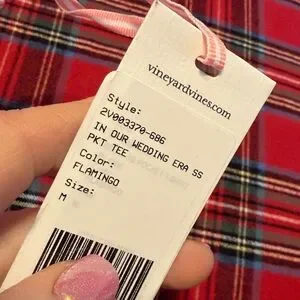 vineyardvines.com
Style:
2V003370-686
IN OUR WEDDING ERA SS
PKT TEE
Color:
FLAMINGO
Size:
M